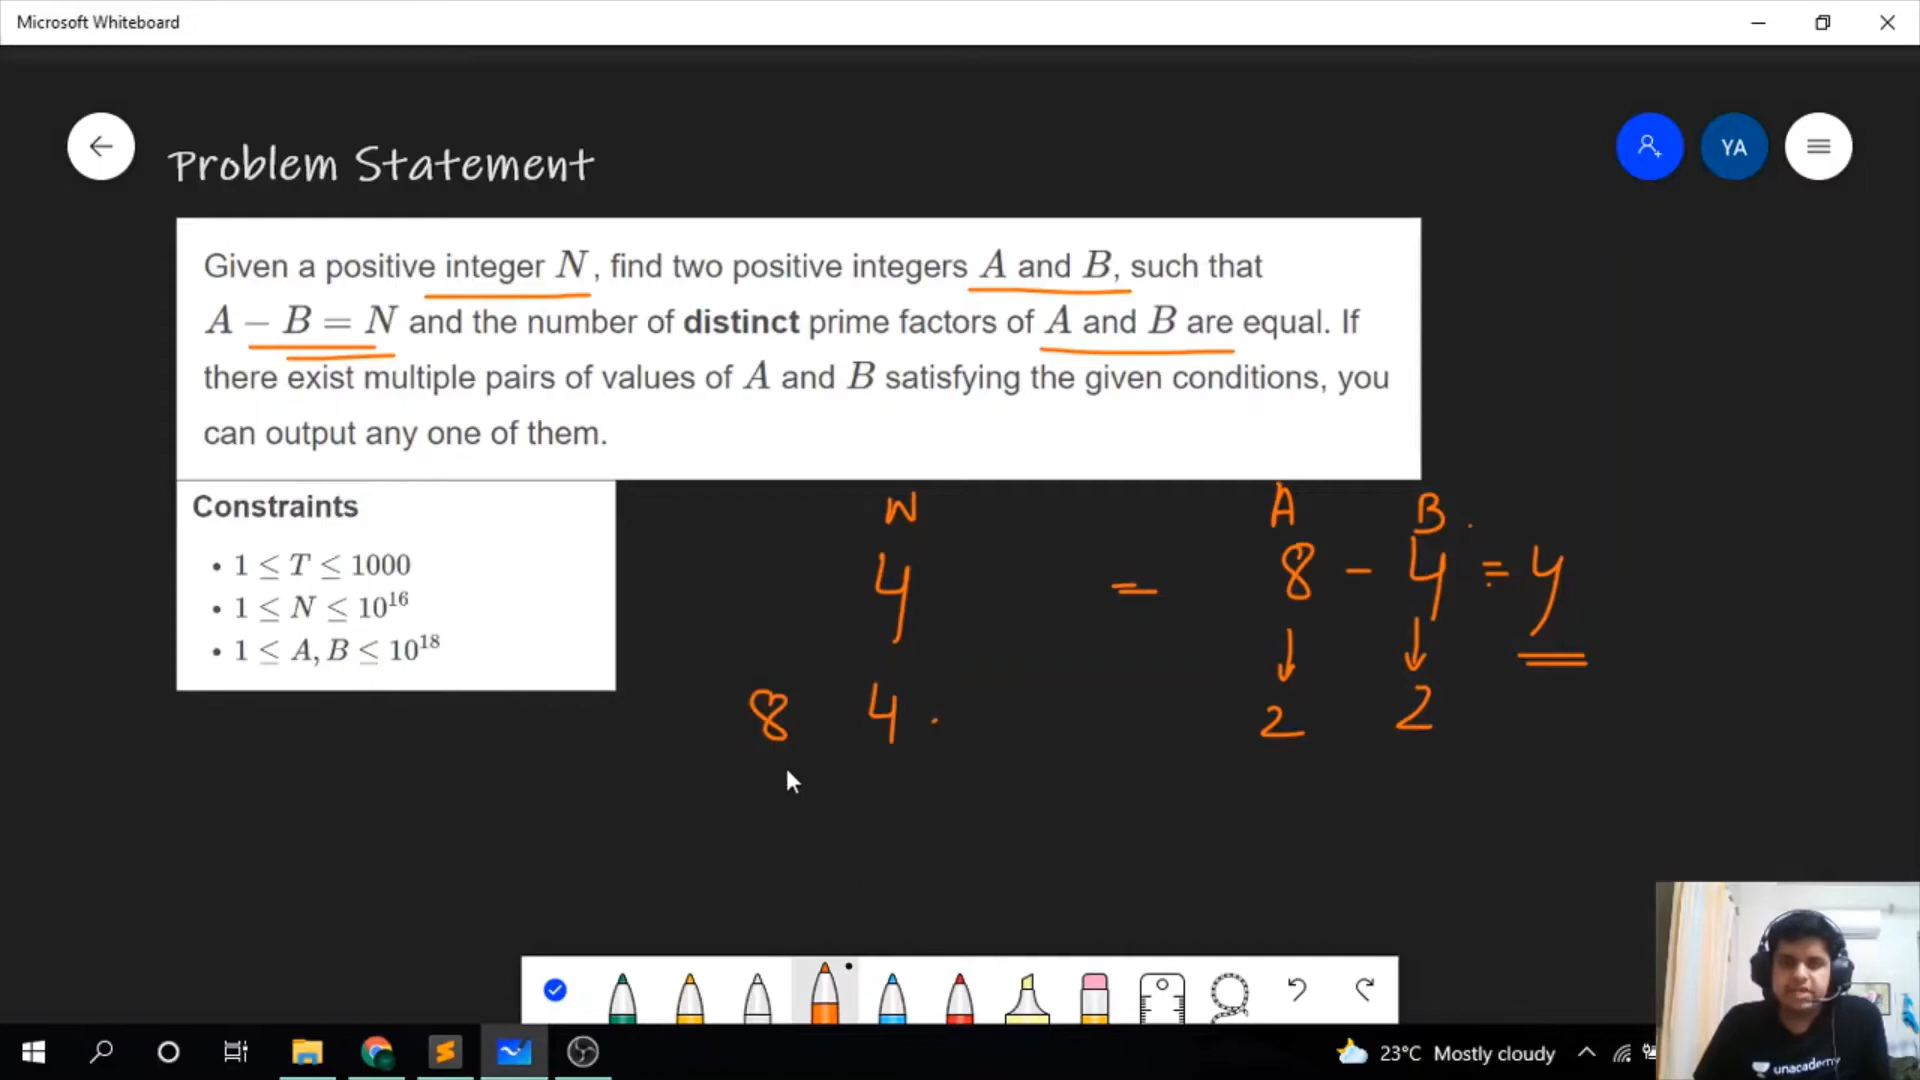 Microsoft Whiteboard
Problem Statement
YA
Given a positive integer N, find two positive integers A and B, such that
A − B = N and the number of distinct prime factors of A and B are equal. If
there exist multiple pairs of values of A and B satisfying the given conditions, you
can output any one of them.
Constraints
• 1 ≤ T ≤ 1000
• 1 ≤ N ≤ 10^16
• 1 ≤ A, B ≤ 10^18
N A B
4 = 8 - 4 = 4
8 4 . 2 2
23°C Mostly cloudy
unacademy